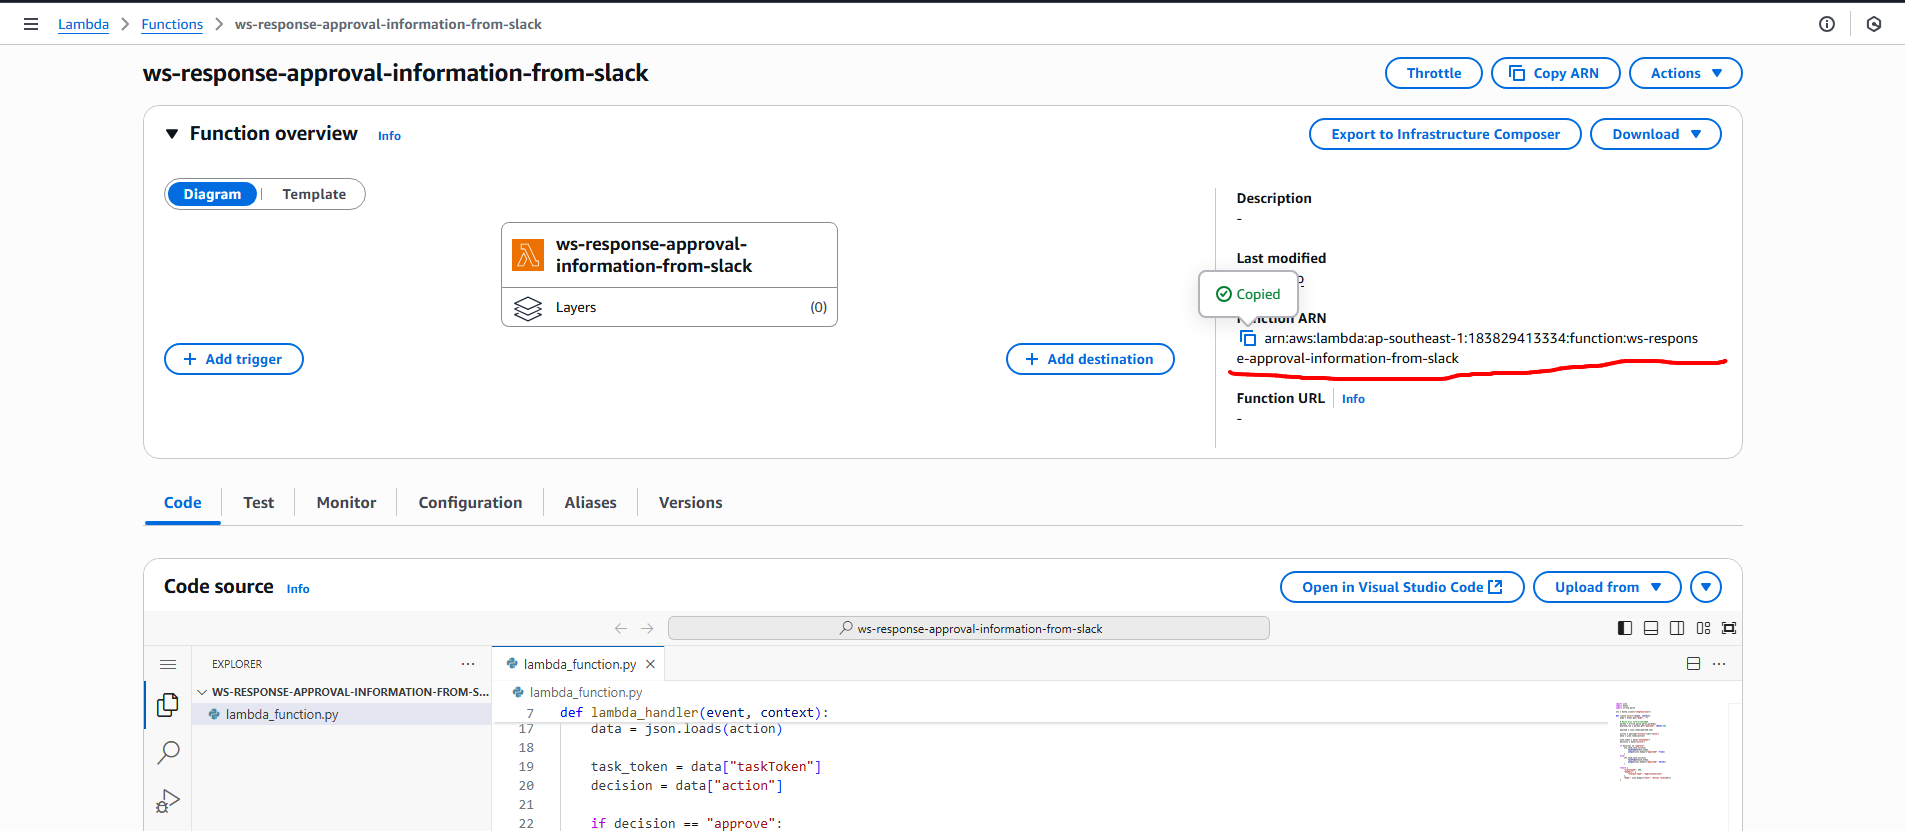 Lambda > Functions > ws-response-approval-information-from-slack
ws-response-approval-information-from-slack
Throttle
Copy ARN
Actions
Function overview Info
Export to Infrastructure Composer
Download
Diagram | Template
ws-response-approval-
information-from-slack
Layers (0)
+ Add trigger
+ Add destination
Description
-
Last modified
Copied
Function ARN
arn:aws:lambda:ap-southeast-1:183829413334:function:ws-respons
e-approval-information-from-slack
Function URL Info
-
Code
Test
Monitor
Configuration
Aliases
Versions
Code source Info
Open in Visual Studio Code
Upload from
ws-response-approval-information-from-slack
EXPLORER ...
WS-RESPONSE-APPROVAL-INFORMATION-FROM-S...
lambda_function.py
lambda_function.py
lambda_function.py
7 def lambda_handler(event, context):
17 data = json.loads(action)
18
19 task_token = data["taskToken"]
20 decision = data["action"]
21
22 if decision == "approve":